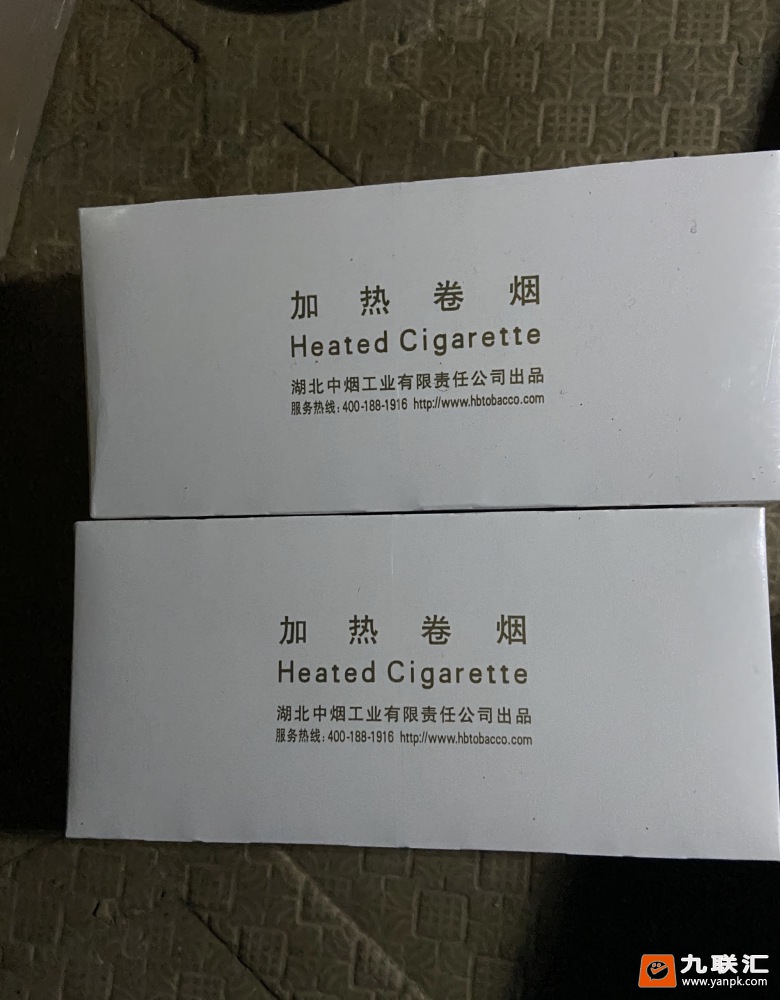 加热卷烟
Heated Cigarette
湖北中烟工业有限责任公司出品
服务热线: 400-188-1916 http://www.hbtobacco.com
加热卷烟
Heated Cigarette
湖北中烟工业有限责任公司出品
服务热线: 400-188-1916 http://www.hbtobacco.com
九联汇
www.yanpk.com